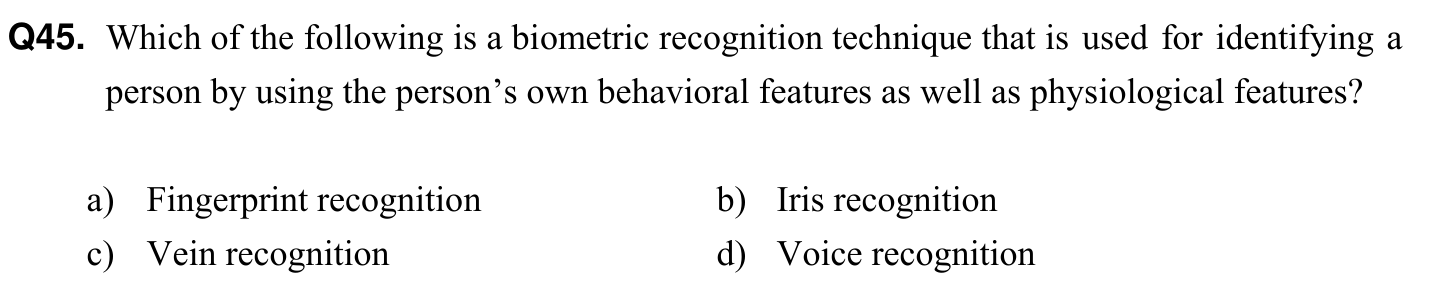 Q45. Which of the following is a biometric recognition technique that is used for identifying a
person by using the person’s own behavioral features as well as physiological features?
a) Fingerprint recognition b) Iris recognition
c) Vein recognition d) Voice recognition